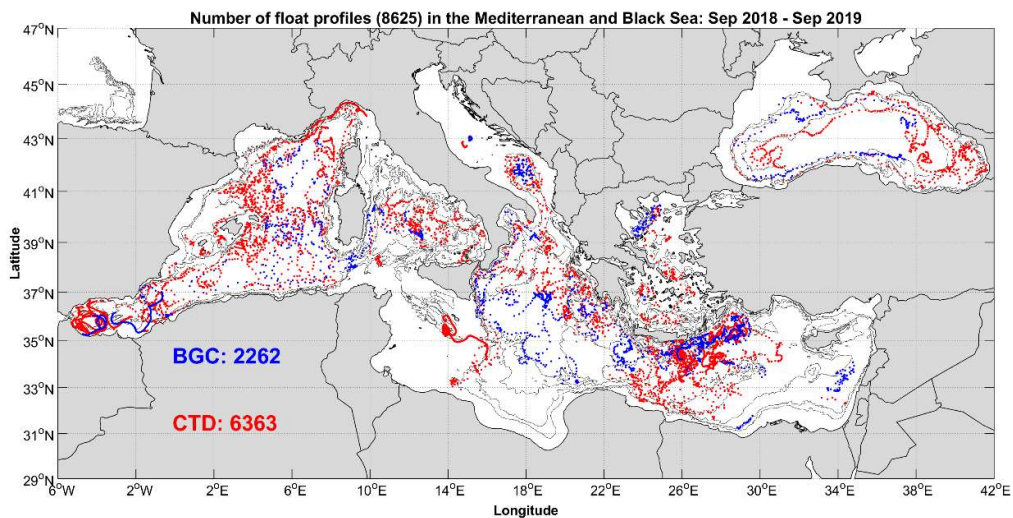 Number of float profiles (8625) in the Mediterranean and Black Sea: Sep 2018 - Sep 2019
47°N
45°N
43°N
41°N
39°N
37°N
35°N
33°N
31°N
29°N
Latitude
BGC: 2262
CTD: 6363
6°W 2°W 2°E 6°E 10°E 14°E 18°E 22°E 26°E 30°E 34°E 38°E 42°E
Longitude